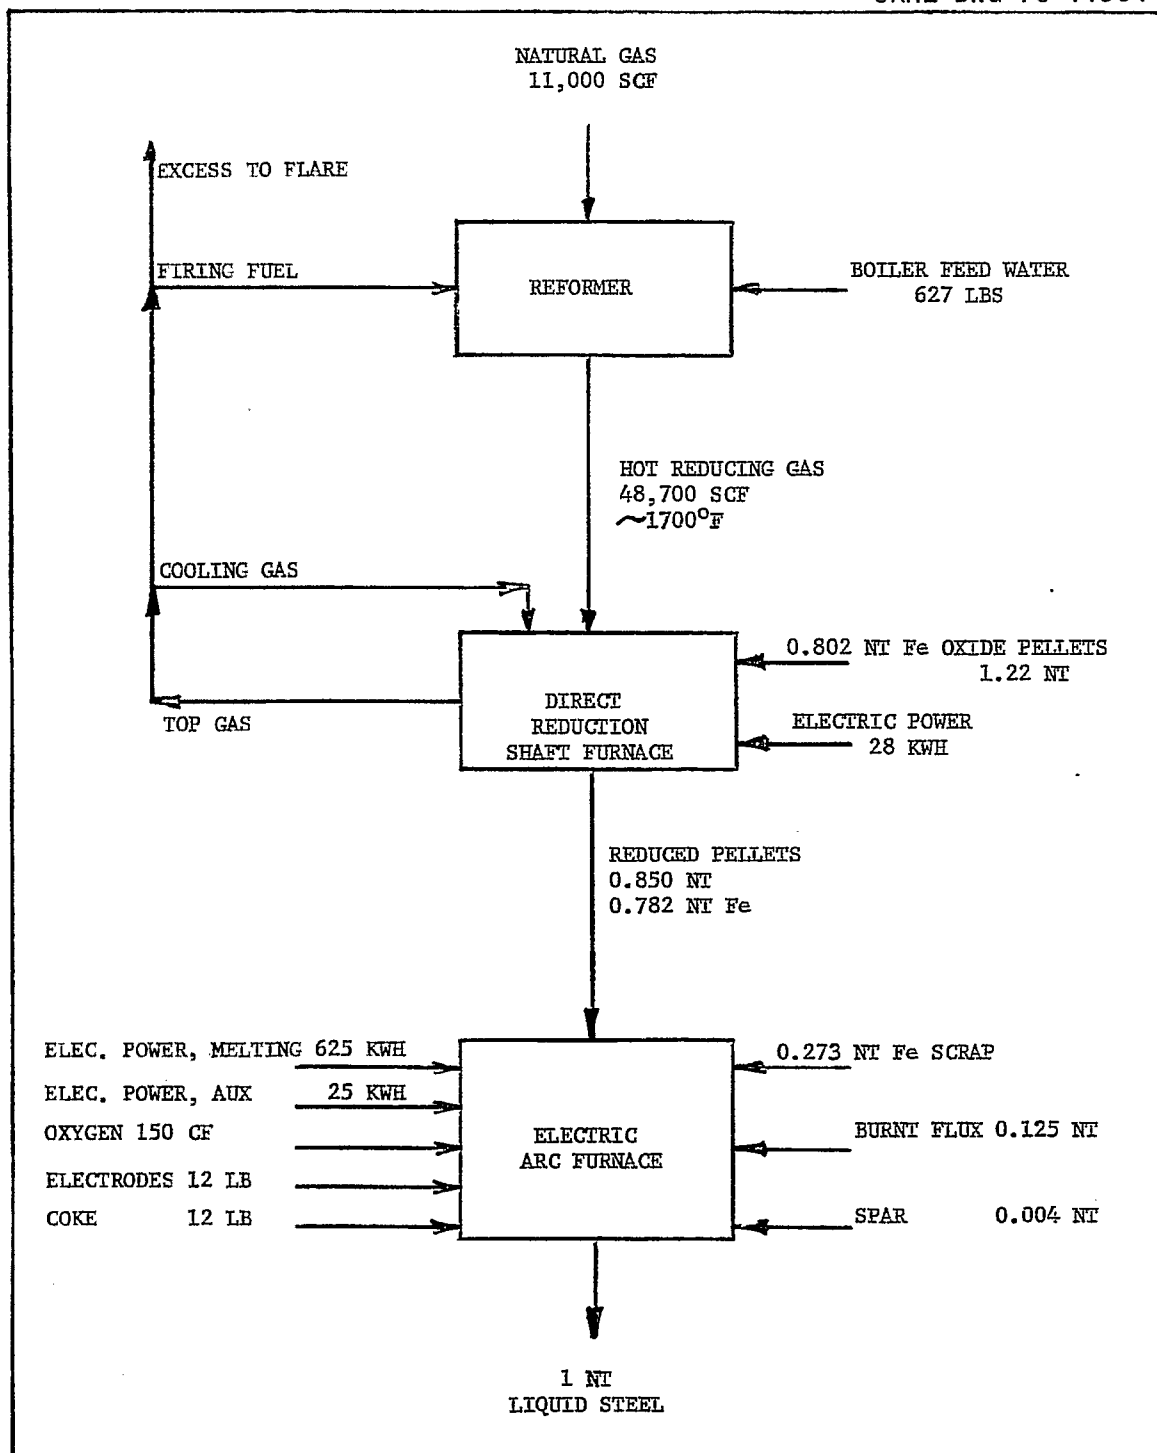 NATURAL GAS
11,000 SCF
EXCESS TO FLARE
FIRING FUEL
REFORMER
BOILER FEED WATER
627 LBS
HOT REDUCING GAS
48,700 SCF
~1700°F
COOLING GAS
0.802 NT Fe OXIDE PELLETS
1.22 NT
DIRECT
REDUCTION
SHAFT FURNACE
TOP GAS
ELECTRIC POWER
28 KWH
REDUCED PELLETS
0.850 NT
0.782 NT Fe
ELEC. POWER, MELTING 625 KWH
ELEC. POWER, AUX 25 KWH
OXYGEN 150 CF
ELECTRODES 12 LB
COKE 12 LB
ELECTRIC
ARC FURNACE
0.273 NT Fe SCRAP
BURNT FLUX 0.125 NT
SPAR 0.004 NT
1 NT
LIQUID STEEL